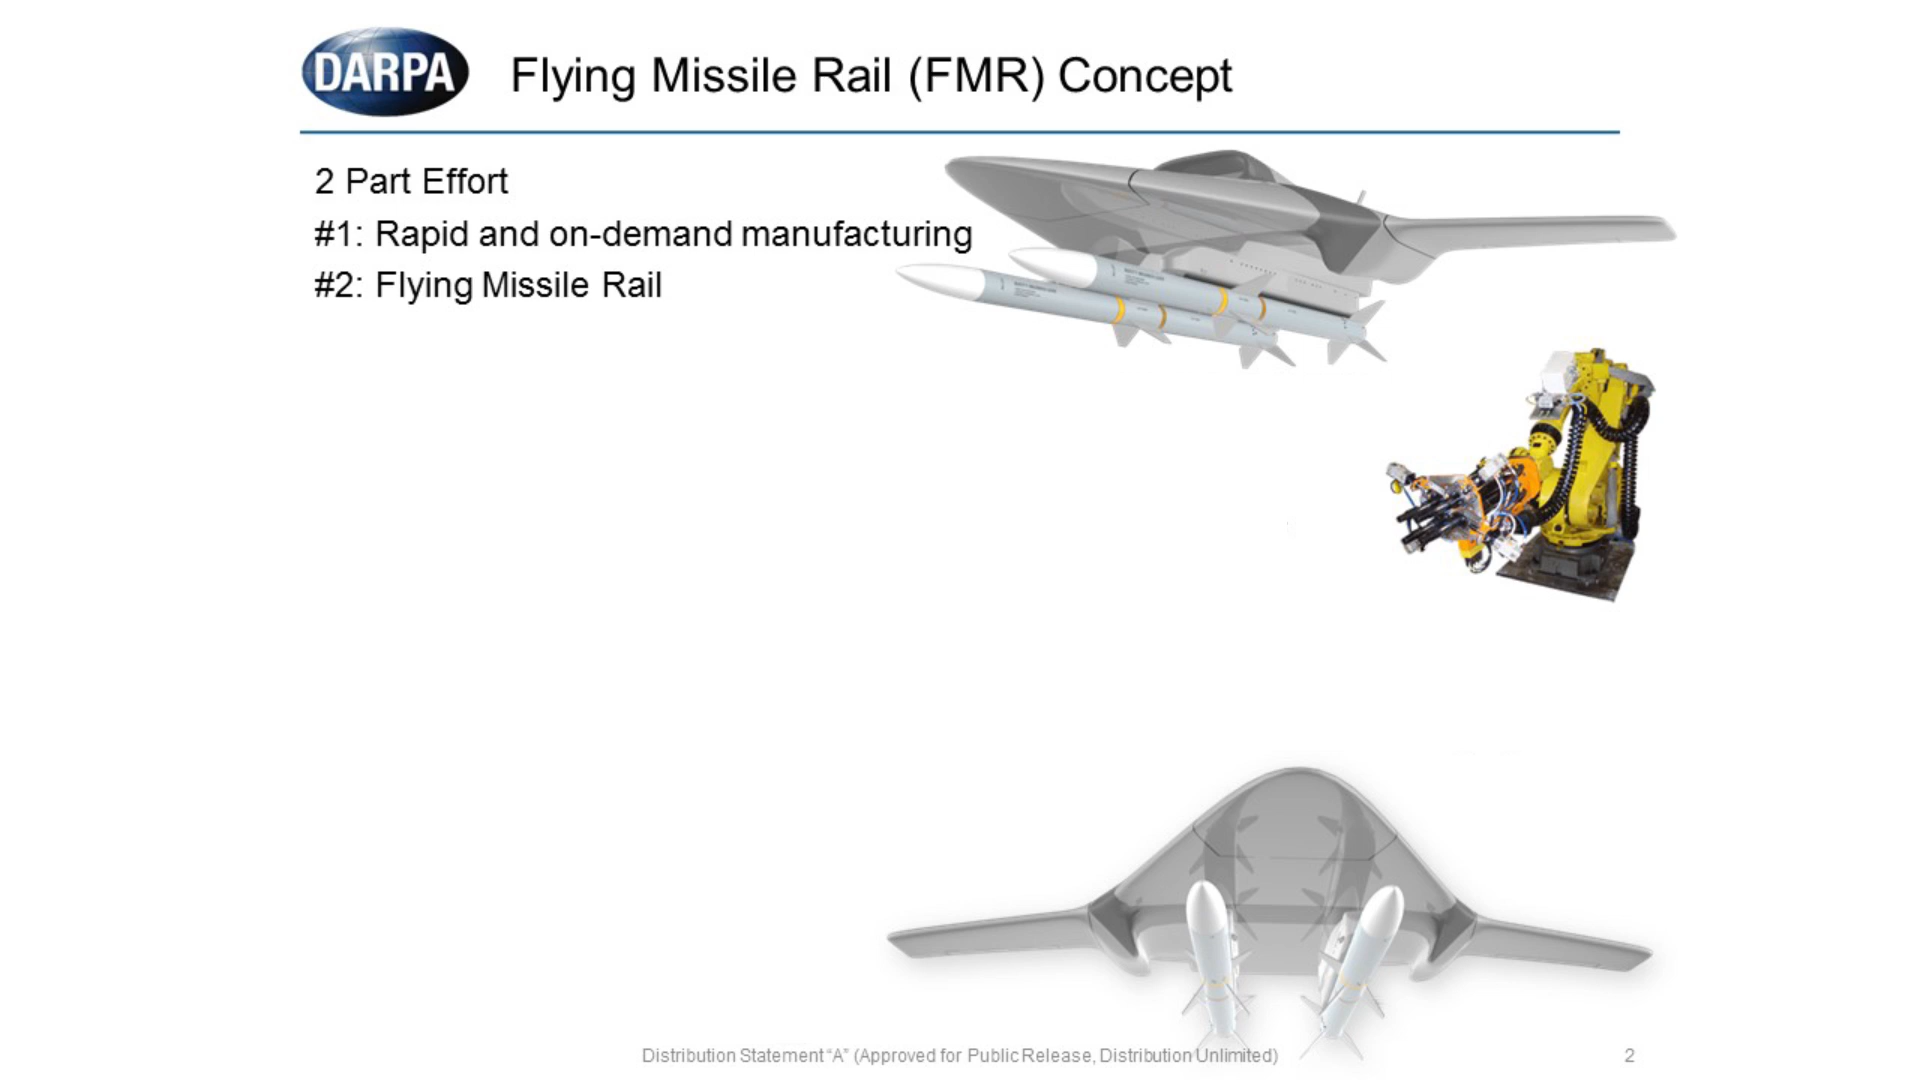 DARPA
Flying Missile Rail (FMR) Concept
2 Part Effort
#1: Rapid and on-demand manufacturing
#2: Flying Missile Rail
Distribution Statement “A” (Approved for Public Release, Distribution Unlimited)
2